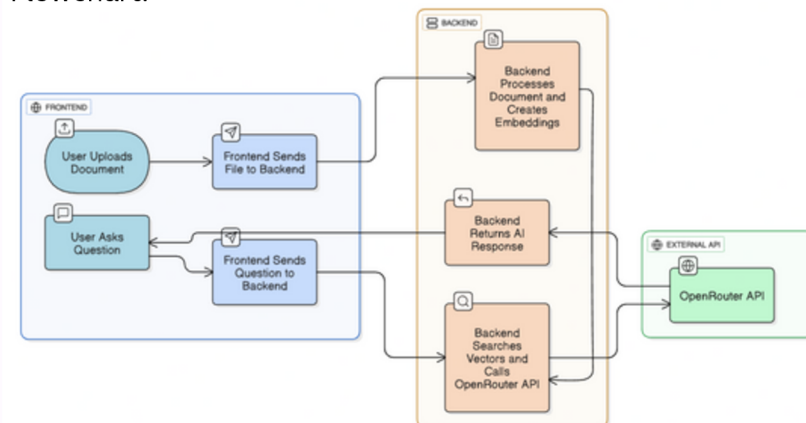 BACKEND
Backend
Processes
Document and
Creates
Embeddings
FRONTEND
User Uploads
Document
Frontend Sends
File to Backend
User Asks
Question
Frontend Sends
Question to
Backend
Backend
Returns AI
Response
Backend
Searches
Vectors and
Calls
OpenRouter API
EXTERNAL API
OpenRouter API